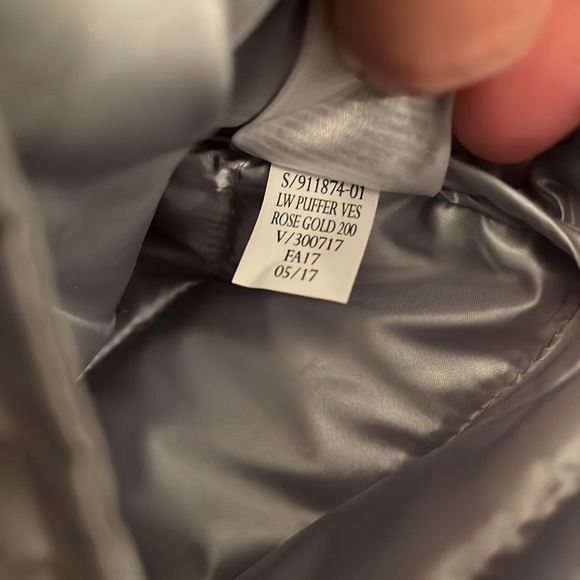 S/911874-01
LW PUFFER VES
ROSE GOLD 200
V/300717
FA17
05/17